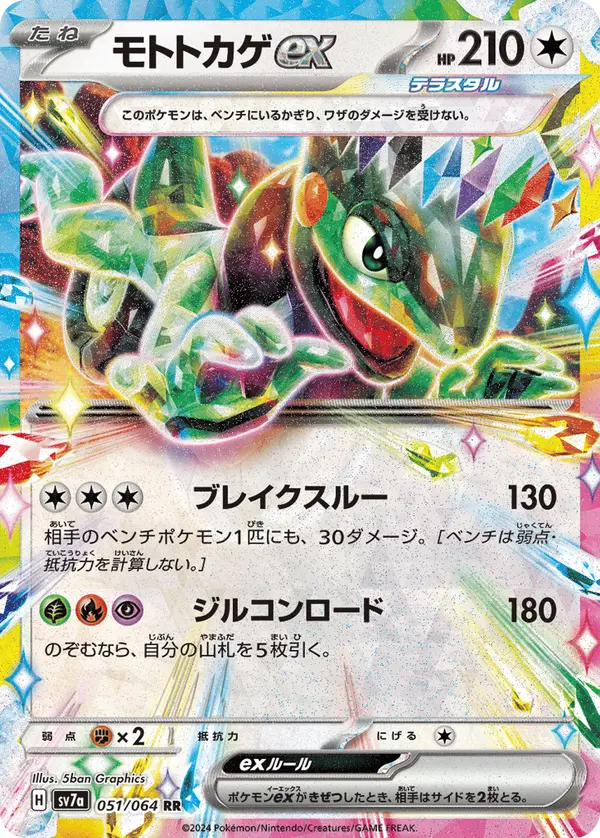 たね
モトトカゲex
HP210
テラスタル
このポケモンは、ベンチにいるかぎり、ワザのダメージを受けない。
ブレイクスルー 130
相手のベンチポケモン1匹にも、30ダメージ。[ベンチは弱点・
抵抗力を計算しない。]
ジルコンロード 180
のぞむなら、自分の山札を5枚引く。
弱点 ×2 抵抗力 にげる
exルール
ポケモンexがきぜつしたとき、相手はサイドを2枚とる。
Illus. 5ban Graphics
H sv7a 051/064 RR
©2024 Pokémon/Nintendo/Creatures/GAME FREAK.